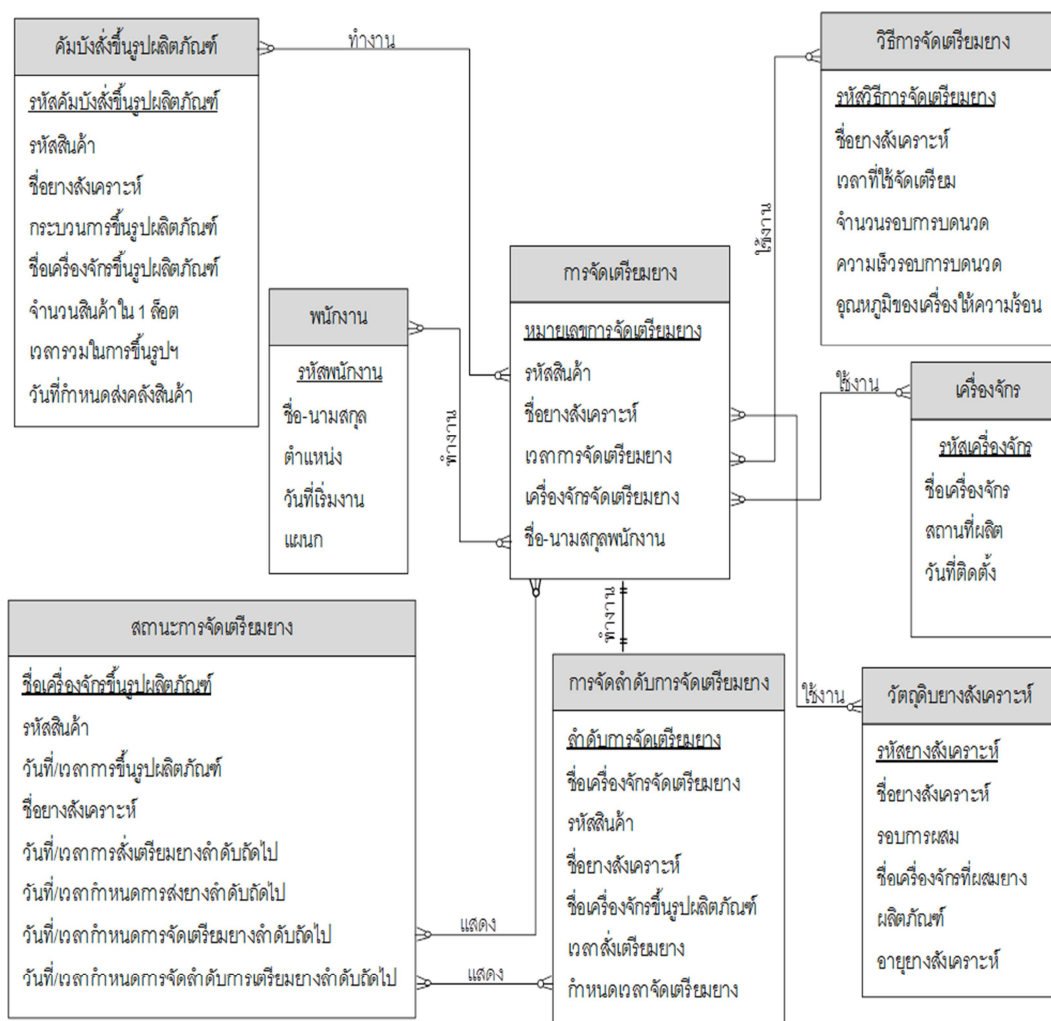 คัมบังสั่งขึ้นรูปผลิตภัณฑ์
รหัสคัมบังสั่งขึ้นรูปผลิตภัณฑ์
รหัสสินค้า
ชื่อยางสังเคราะห์
กระบวนการขึ้นรูปผลิตภัณฑ์
ชื่อเครื่องจักรขึ้นรูปผลิตภัณฑ์
จำนวนสินค้าใน 1 ล็อต
เวลารวมในการขึ้นรูปฯ
วันที่กำหนดส่งคลังสินค้า
ทำงาน
วิธีการจัดเตรียมยาง
รหัสวิธีการจัดเตรียมยาง
ชื่อยางสังเคราะห์
เวลาที่ใช้จัดเตรียม
จำนวนรอบการบดนวด
ความเร็วรอบการบดนวด
อุณหภูมิของเครื่องให้ความร้อน
ใช้งาน
พนักงาน
รหัสพนักงาน
ชื่อ-นามสกุล
ตำแหน่ง
วันที่เริ่มงาน
แผนก
ทำงาน
การจัดเตรียมยาง
หมายเลขการจัดเตรียมยาง
รหัสสินค้า
ชื่อยางสังเคราะห์
เวลาการจัดเตรียมยาง
เครื่องจักรจัดเตรียมยาง
ชื่อ-นามสกุลพนักงาน
ใช้งาน
เครื่องจักร
รหัสเครื่องจักร
ชื่อเครื่องจักร
สถานที่ผลิต
วันที่ติดตั้ง
ทำงาน
สถานะการจัดเตรียมยาง
ชื่อเครื่องจักรขึ้นรูปผลิตภัณฑ์
รหัสสินค้า
วันที่/เวลาการขึ้นรูปผลิตภัณฑ์
ชื่อยางสังเคราะห์
วันที่/เวลาการสั่งเตรียมยางลำดับถัดไป
วันที่/เวลากำหนดการส่งยางลำดับถัดไป
วันที่/เวลากำหนดการจัดเตรียมยางลำดับถัดไป
วันที่/เวลากำหนดการจัดลำดับการเตรียมยางลำดับถัดไป
แสดง
แสดง
การจัดลำดับการจัดเตรียมยาง
ลำดับการจัดเตรียมยาง
ชื่อเครื่องจักรจัดเตรียมยาง
รหัสสินค้า
ชื่อยางสังเคราะห์
ชื่อเครื่องจักรขึ้นรูปผลิตภัณฑ์
เวลาสั่งเตรียมยาง
กำหนดเวลาจัดเตรียมยาง
ใช้งาน
วัตถุดิบยางสังเคราะห์
รหัสยางสังเคราะห์
ชื่อยางสังเคราะห์
รอบการผสม
ชื่อเครื่องจักรที่ผสมยาง
ผลิตภัณฑ์
อายุยางสังเคราะห์